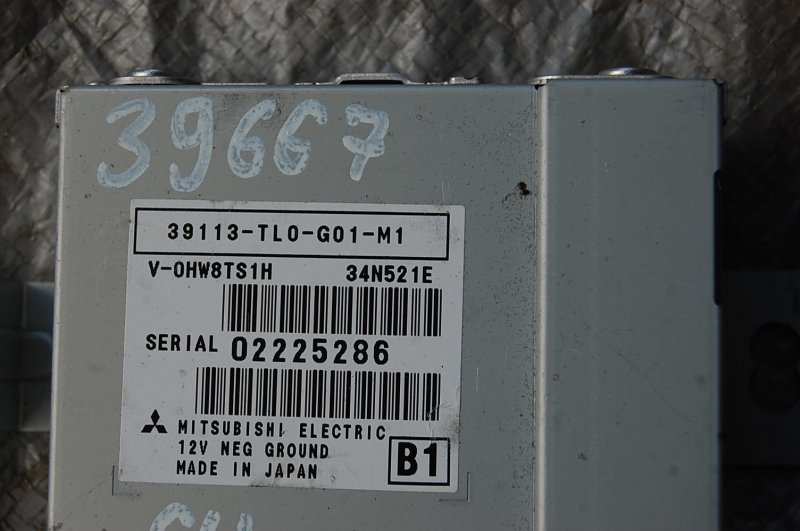 39667
39113-TL0-G01-M1
V-0HW8TS1H 34N521E
SERIAL 02225286
MITSUBISHI ELECTRIC
12V NEG GROUND
MADE IN JAPAN
B1